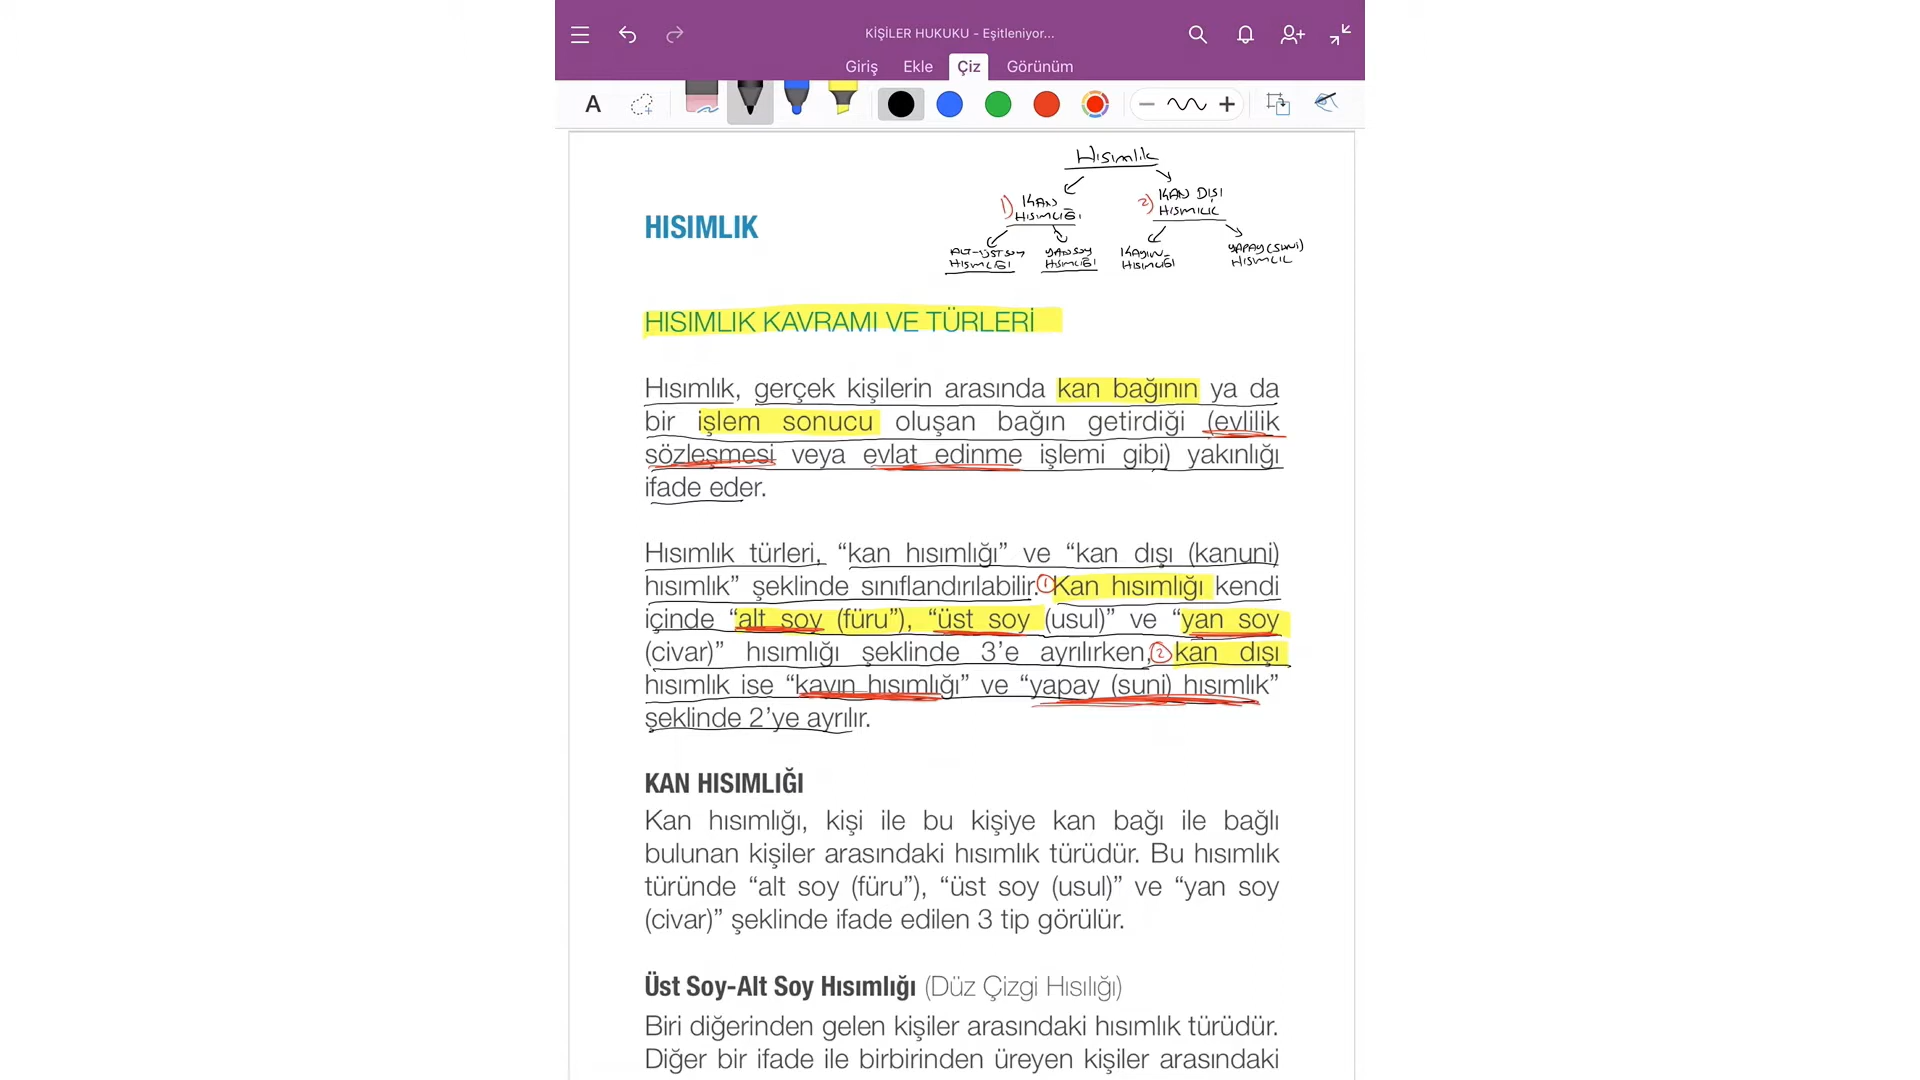 KİŞİLER HUKUKU - Eşitleniyor...
Giriş Ekle Çiz Görünüm
A
Hısımlık
1) KAN HISIMLIĞI
2) KAN DIŞI HISIMLIK
ALT-ÜST SOY HISIMLIĞI
YAN SOY HISIMLIĞI
KAYIN HISIMLIĞI
YAPAY (SUNİ) HISIMLIK
HISIMLIK
HISIMLIK KAVRAMI VE TÜRLERİ
Hısımlık, gerçek kişilerin arasında kan bağının ya da
bir işlem sonucu oluşan bağın getirdiği (evlilik
sözleşmesi veya evlat edinme işlemi gibi) yakınlığı
ifade eder.
Hısımlık türleri, “kan hısımlığı” ve “kan dışı (kanuni)
hısımlık” şeklinde sınıflandırılabilir. 1 Kan hısımlığı kendi
içinde “alt soy (füru”), “üst soy (usul)” ve “yan soy
(civar)” hısımlığı şeklinde 3’e ayrılırken, 2 kan dışı
hısımlık ise “kayın hısımlığı” ve “yapay (suni) hısımlık”
şeklinde 2’ye ayrılır.
KAN HISIMLIĞI
Kan hısımlığı, kişi ile bu kişiye kan bağı ile bağlı
bulunan kişiler arasındaki hısımlık türüdür. Bu hısımlık
türünde “alt soy (füru”), “üst soy (usul)” ve “yan soy
(civar)” şeklinde ifade edilen 3 tip görülür.
Üst Soy-Alt Soy Hısımlığı (Düz Çizgi Hısılığı)
Biri diğerinden gelen kişiler arasındaki hısımlık türüdür.
Diğer bir ifade ile birbirinden üreyen kişiler arasındaki